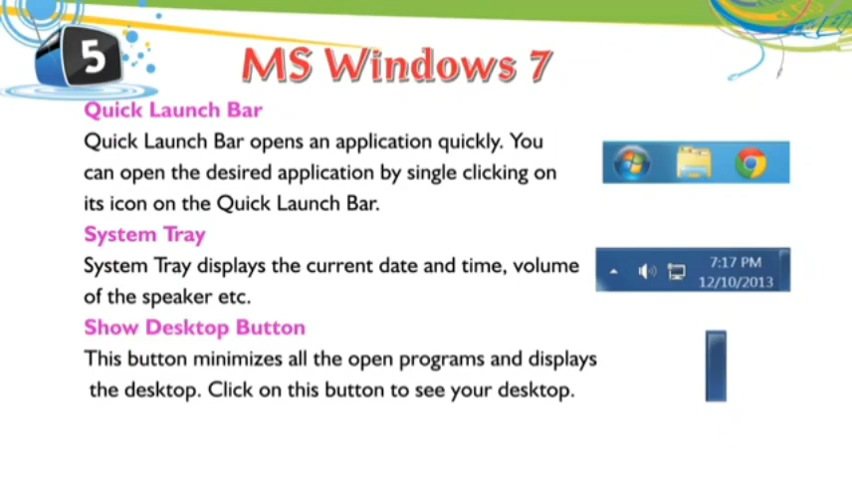 5
MS Windows 7
Quick Launch Bar
Quick Launch Bar opens an application quickly. You
can open the desired application by single clicking on
its icon on the Quick Launch Bar.
System Tray
System Tray displays the current date and time, volume
of the speaker etc.
7:17 PM
12/10/2013
Show Desktop Button
This button minimizes all the open programs and displays
the desktop. Click on this button to see your desktop.